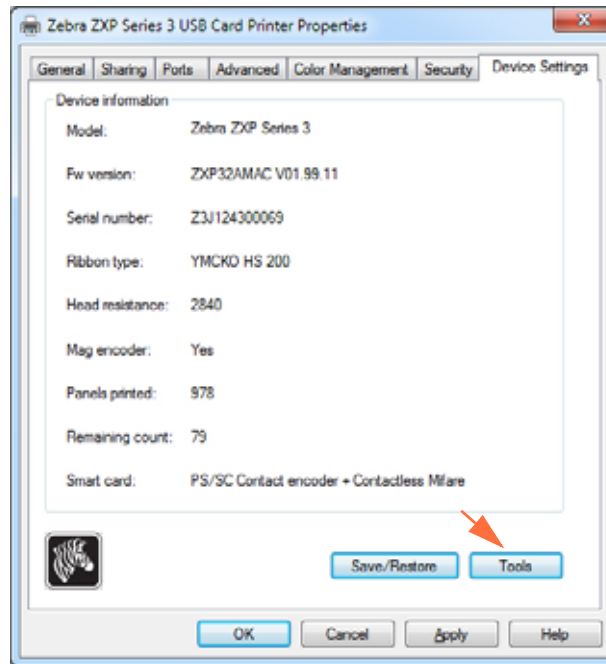 Zebra ZXP Series 3 USB Card Printer Properties
General Sharing Ports Advanced Color Management Security Device Settings
Device information
Model: Zebra ZXP Series 3
Fw version: ZXP32AMAC V01.99.11
Serial number: Z3J124300069
Ribbon type: YMCKO HS 200
Head resistance: 2840
Mag encoder: Yes
Panels printed: 978
Remaining count: 79
Smart card: PS/SC Contact encoder + Contactless Mifare
Save/Restore Tools
OK Cancel Apply Help